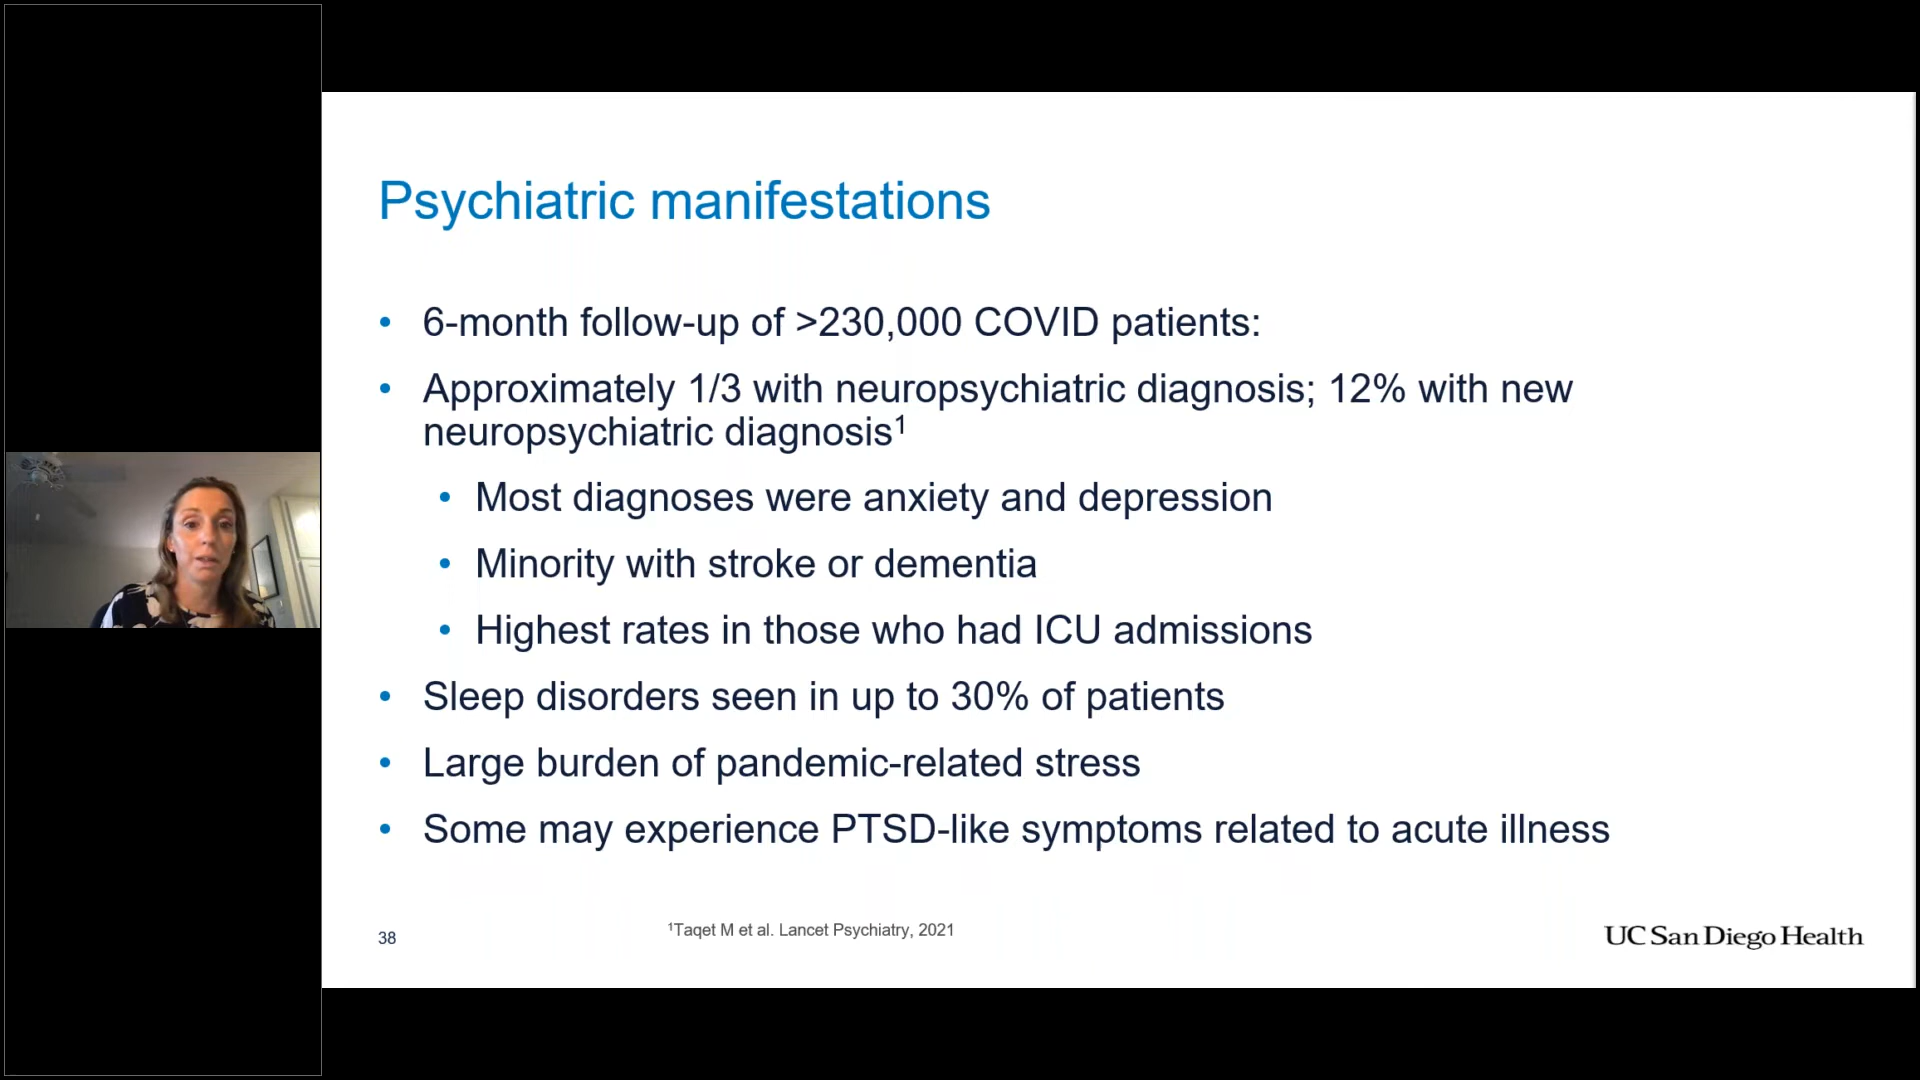 Psychiatric manifestations
• 6-month follow-up of >230,000 COVID patients:
• Approximately 1/3 with neuropsychiatric diagnosis; 12% with new
neuropsychiatric diagnosis¹
• Most diagnoses were anxiety and depression
• Minority with stroke or dementia
• Highest rates in those who had ICU admissions
• Sleep disorders seen in up to 30% of patients
• Large burden of pandemic-related stress
• Some may experience PTSD-like symptoms related to acute illness
38
¹Taqet M et al. Lancet Psychiatry, 2021
UC San Diego Health